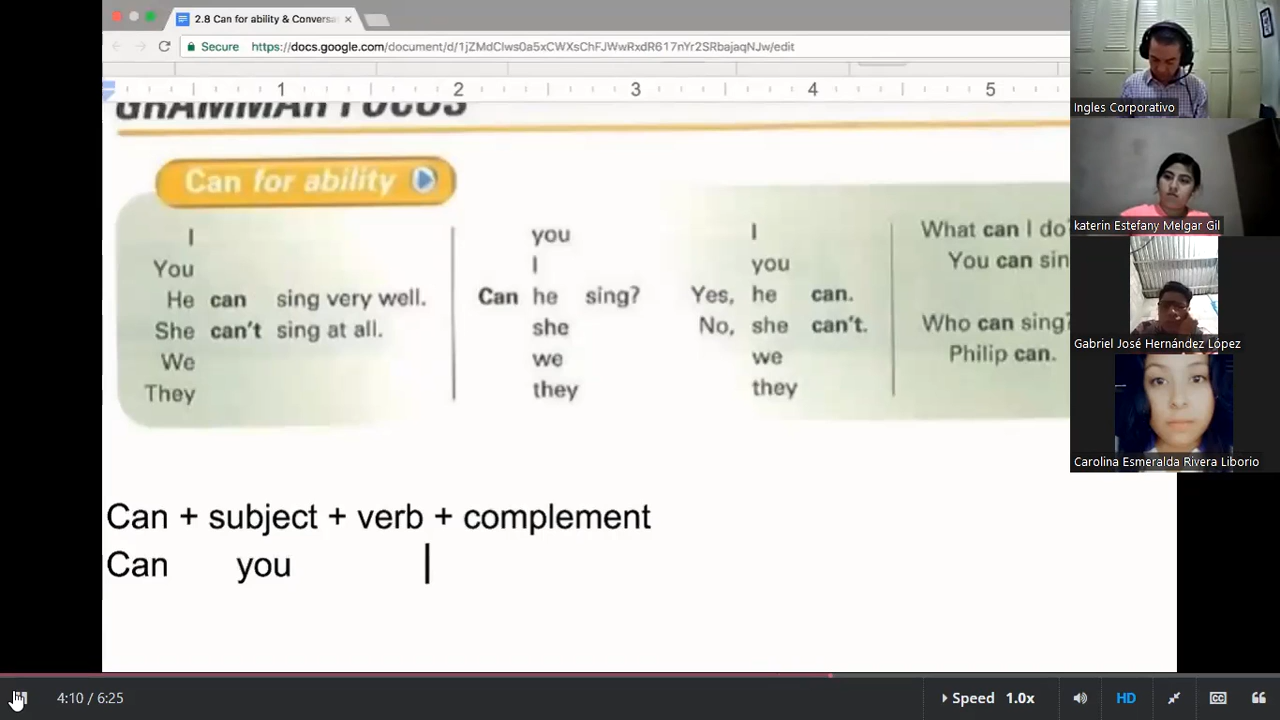 2.8 Can for ability & Conversa
Secure https://docs.google.com/document/d/1jZMdClws0a5xCWXsChFJWwRxdR617nYr2SRbajaqNJw/edit
1 2 3 4 5
GRAMMAR FOCUS
Can for ability
I
You
He can sing very well.
She can't sing at all.
We
They
you
I
Can he sing?
she
we
they
I
you
Yes, he can.
No, she can't.
we
they
What can I do
You can sin
Who can sing?
Philip can.
Can + subject + verb + complement
Can you
Ingles Corporativo
katerin Estefany Melgar Gil
Gabriel José Hernández López
Carolina Esmeralda Rivera Liborio
4:10 / 6:25
Speed 1.0x
HD
CC